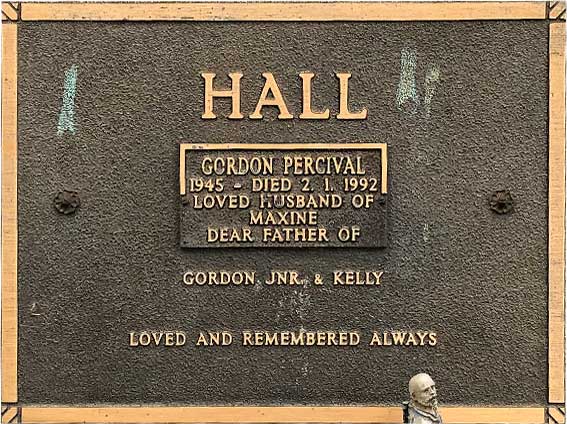 HALL
GORDON PERCIVAL
1945 - DIED 2. 1. 1992
LOVED HUSBAND OF
MAXINE
DEAR FATHER OF
GORDON, JNR. & KELLY
LOVED AND REMEMBERED ALWAYS